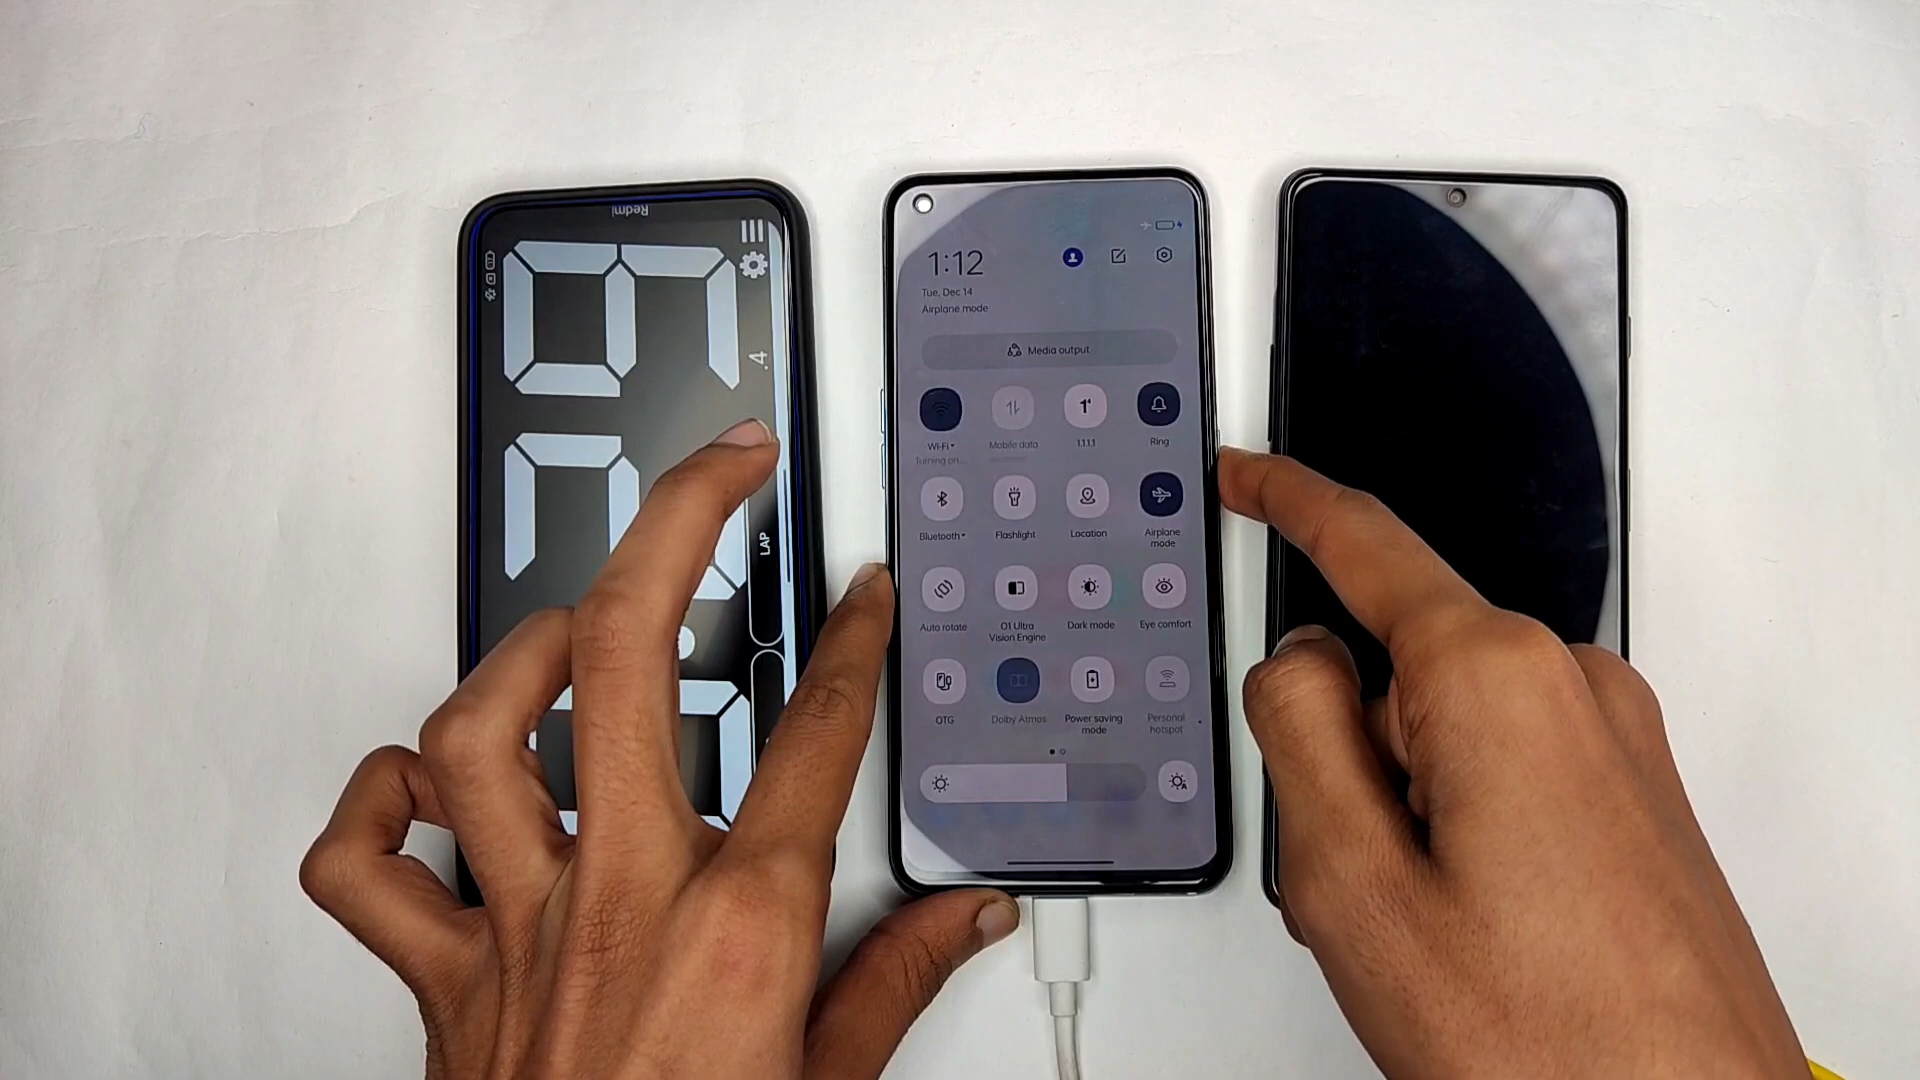 Redmi
.4
LAP
1:12
Tue, Dec 14
Airplane mode
Media output
1.1.1.1
Wi-Fi
Mobile data
Ring
Turning on...
Bluetooth
Flashlight
Location
Airplane
mode
Auto rotate
O1 Ultra
Vision Engine
Dark mode
Eye comfort
OTG
Dolby Atmos
Power saving
mode
Personal
hotspot